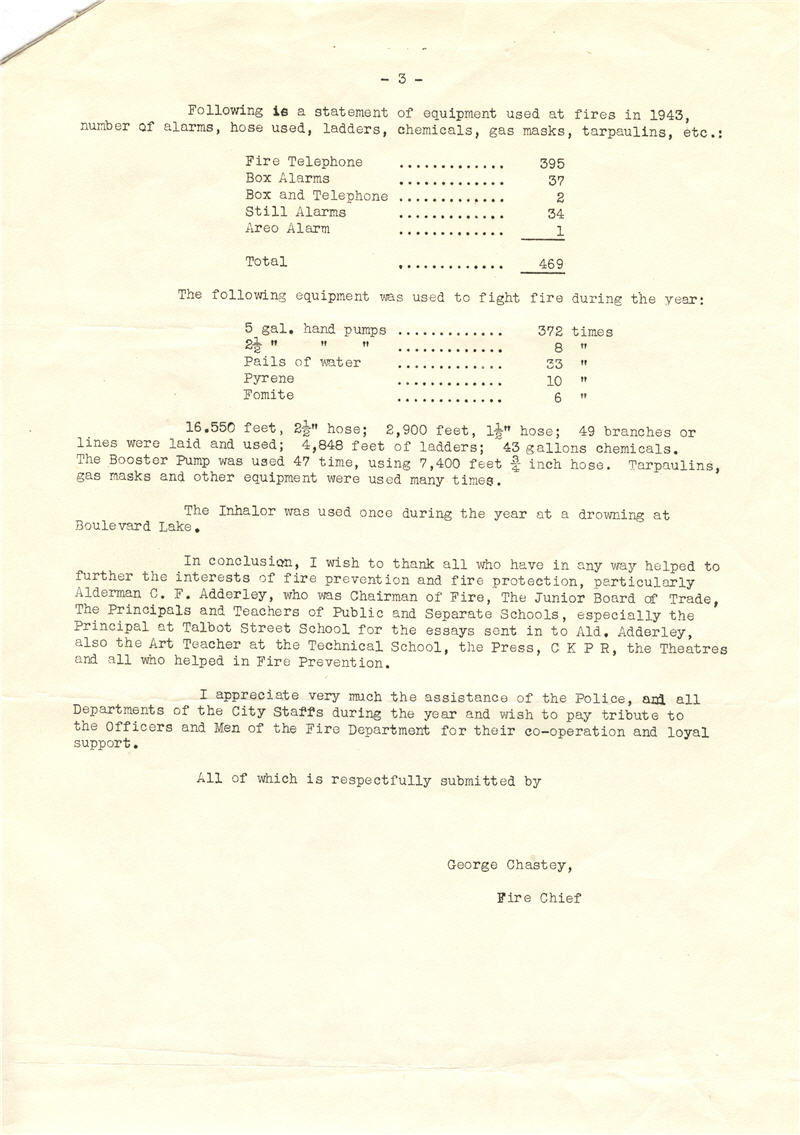 - 3 -
Following is a statement of equipment used at fires in 1943,
number of alarms, hose used, ladders, chemicals, gas masks, tarpaulins, etc.:
Fire Telephone ............. 395
Box Alarms ............. 37
Box and Telephone ............. 2
Still Alarms ............. 34
Areo Alarm ............. 1
Total ............. 469
The following equipment was used to fight fire during the year:
5 gal. hand pumps ............. 372 times
2½ " " " ............. 8 "
Pails of water ............. 33 "
Pyrene ............. 10 "
Fomite ............. 6 "
16.550 feet, 2½" hose; 2,900 feet, 1½" hose; 49 branches or
lines were laid and used; 4,848 feet of ladders; 43 gallons chemicals.
The Booster Pump was used 47 time, using 7,400 feet ¾ inch hose. Tarpaulins,
gas masks and other equipment were used many times.
The Inhalor was used once during the year at a drowning at
Boulevard Lake.
In conclusion, I wish to thank all who have in any way helped to
further the interests of fire prevention and fire protection, particularly
Alderman C. F. Adderley, who was Chairman of Fire, The Junior Board of Trade,
The Principals and Teachers of Public and Separate Schools, especially the
Principal at Talbot Street School for the essays sent in to Ald. Adderley,
also the Art Teacher at the Technical School, the Press, C K P R, the Theatres
and all who helped in Fire Prevention.
I appreciate very much the assistance of the Police, and all
Departments of the City Staffs during the year and wish to pay tribute to
the Officers and Men of the Fire Department for their co-operation and loyal
support.
All of which is respectfully submitted by
George Chastey,
Fire Chief